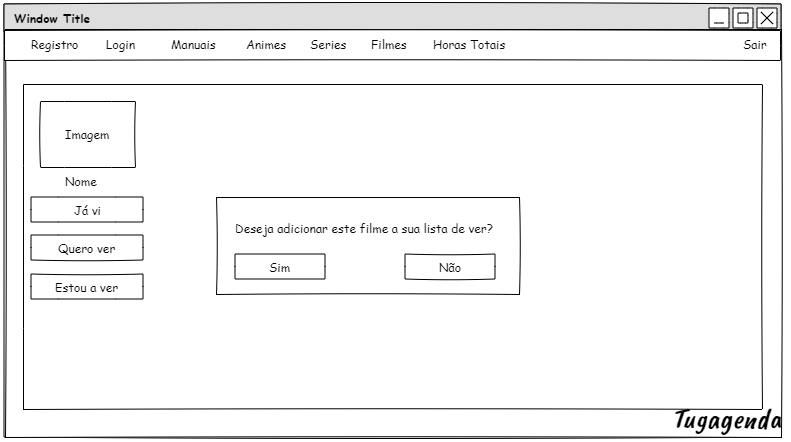 Window Title
Registro Login Manuais Animes Series Filmes Horas Totais Sair
Imagem
Nome
Já vi
Quero ver
Estou a ver
Deseja adicionar este filme a sua lista de ver?
Sim Não
Tugagenda